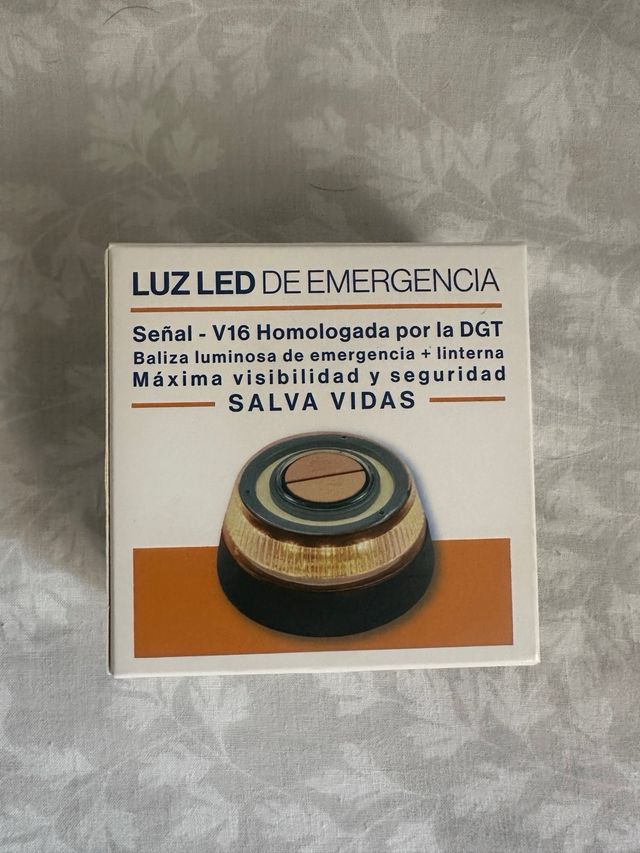 LUZ LED DE EMERGENCIA
Señal - V16 Homologada por la DGT
Baliza luminosa de emergencia + linterna
Máxima visibilidad y seguridad
SALVA VIDAS